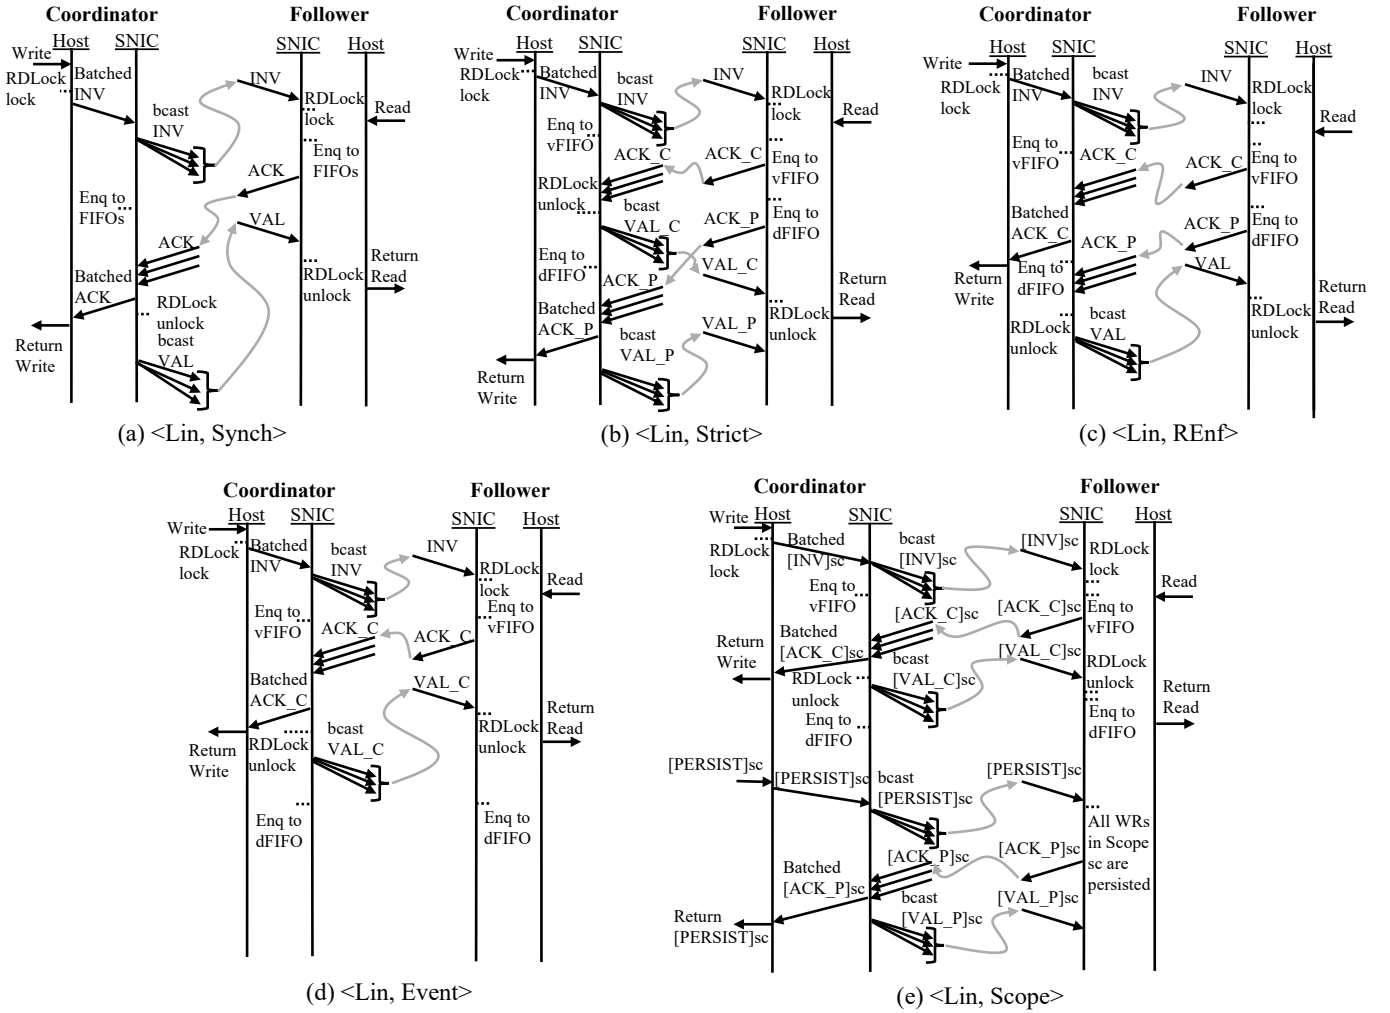 Coordinator
Follower
Host
SNIC
SNIC
Host
Write
RDLock
lock
Batched
INV
bcast
INV
INV
RDLock
lock
Read
Enq to
FIFOs
ACK
Enq to
FIFOs
VAL
ACK
Batched
ACK
Return
Read
RDLock
unlock
RDLock
unlock
bcast
VAL
Return
Write
(a) <Lin, Synch>
Coordinator
Follower
Host
SNIC
SNIC
Host
Write
RDLock
lock
Batched
INV
bcast
INV
INV
RDLock
lock
Read
Enq to
vFIFO
ACK_C
ACK_C
Enq to
vFIFO
RDLock
unlock
bcast
VAL_C
ACK_P
Enq to
dFIFO
Enq to
dFIFO
VAL_C
ACK_P
Return
Read
Batched
ACK_P
RDLock
unlock
bcast
VAL_P
VAL_P
Return
Write
(b) <Lin, Strict>
Coordinator
Follower
Host
SNIC
SNIC
Host
Write
RDLock
lock
Batched
INV
bcast
INV
INV
RDLock
lock
Read
Enq to
vFIFO
ACK_C
ACK_C
Enq to
vFIFO
Batched
ACK_C
ACK_P
ACK_P
Enq to
dFIFO
Return
Write
Enq to
dFIFO
VAL
Return
Read
RDLock
unlock
bcast
VAL
RDLock
unlock
(c) <Lin, REnf>
Coordinator
Follower
Host
SNIC
SNIC
Host
Write
RDLock
lock
Batched
INV
bcast
INV
INV
RDLock
lock
Read
Enq to
vFIFO
ACK_C
ACK_C
Enq to
vFIFO
Batched
ACK_C
VAL_C
Return
Read
Return
Write
RDLock
unlock
bcast
VAL_C
RDLock
unlock
Enq to
dFIFO
Enq to
dFIFO
(d) <Lin, Event>
Coordinator
Follower
Host
SNIC
SNIC
Host
Write
RDLock
lock
Batched
[INV]sc
bcast
[INV]sc
[INV]sc
RDLock
lock
Read
Enq to
vFIFO
[ACK_C]sc
[ACK_C]sc
Enq to
vFIFO
Return
Write
Batched
[ACK_C]sc
bcast
[VAL_C]sc
[VAL_C]sc
RDLock
unlock
RDLock
unlock
Return
Read
Enq to
dFIFO
Enq to
dFIFO
[PERSIST]sc
[PERSIST]sc
bcast
[PERSIST]sc
[PERSIST]sc
All WRs
in Scope
sc are
persisted
Batched
[ACK_P]sc
[ACK_P]sc
[ACK_P]sc
Return
[PERSIST]sc
bcast
[VAL_P]sc
[VAL_P]sc
(e) <Lin, Scope>